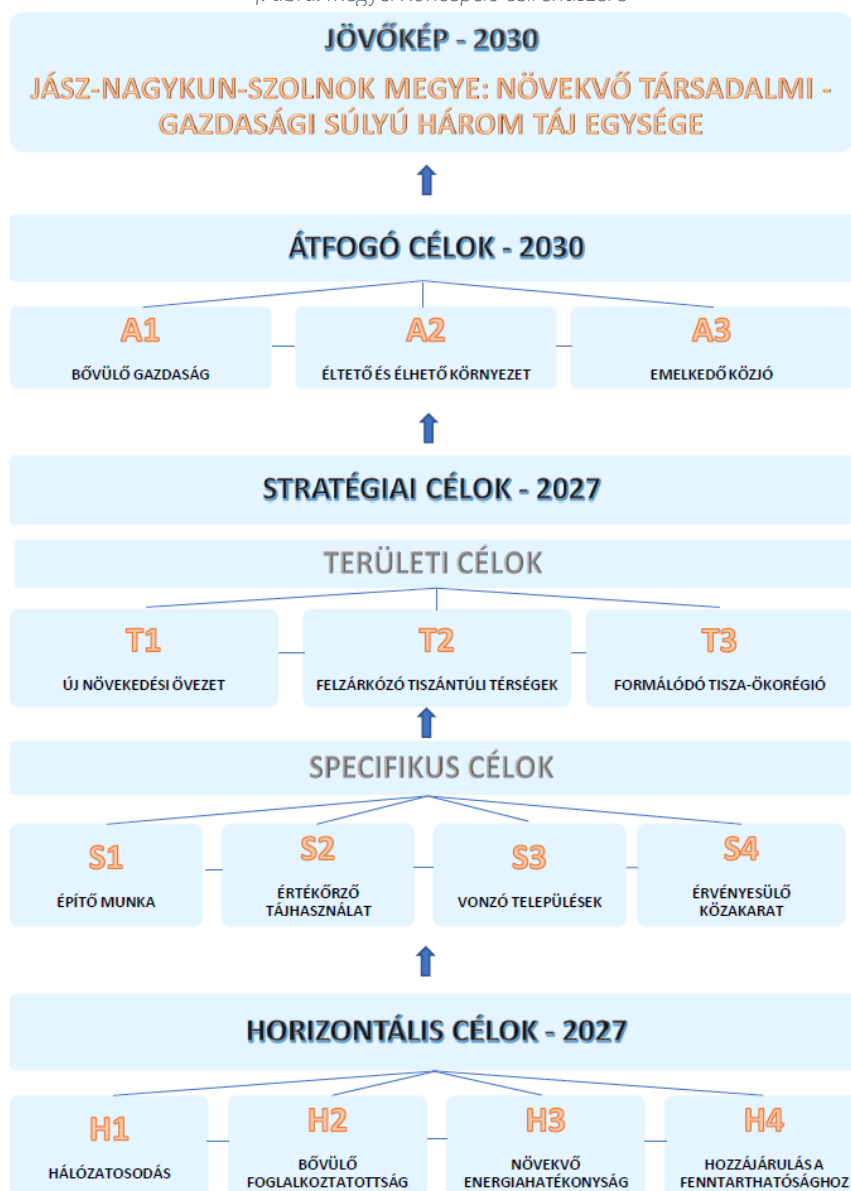 JÖVŐKÉP - 2030
JÁSZ-NAGYKUN-SZOLNOK MEGYE: NÖVEKVŐ TÁRSADALMI -
GAZDASÁGI SÚLYÚ HÁROM TÁJ EGYSÉGE
ÁTFOGÓ CÉLOK - 2030
A1
BŐVÜLŐ GAZDASÁG
A2
ÉLTETŐ ÉS ÉLHETŐ KÖRNYEZET
A3
EMELKEDŐ KÖZJÓ
STRATÉGIAI CÉLOK - 2027
TERÜLETI CÉLOK
T1
ÚJ NÖVEKEDÉSI ÖVEZET
T2
FELZÁRKÓZÓ TISZÁNTÚLI TÉRSÉGEK
T3
FORMÁLÓDÓ TISZA-ÖKORÉGIÓ
SPECIFIKUS CÉLOK
S1
ÉPÍTŐ MUNKA
S2
ÉRTÉKŐRZŐ
TÁJHASZNÁLAT
S3
VONZÓ TELEPÜLÉSEK
S4
ÉRVÉNYESÜLŐ
KÖZAKARAT
HORIZONTÁLIS CÉLOK - 2027
H1
HÁLÓZATOSODÁS
H2
BŐVÜLŐ
FOGLALKOZTATOTTSÁG
H3
NÖVEKVŐ
ENERGIAHATÉKONYSÁG
H4
HOZZÁJÁRULÁS A
FENNTARTHATÓSÁGHOZ